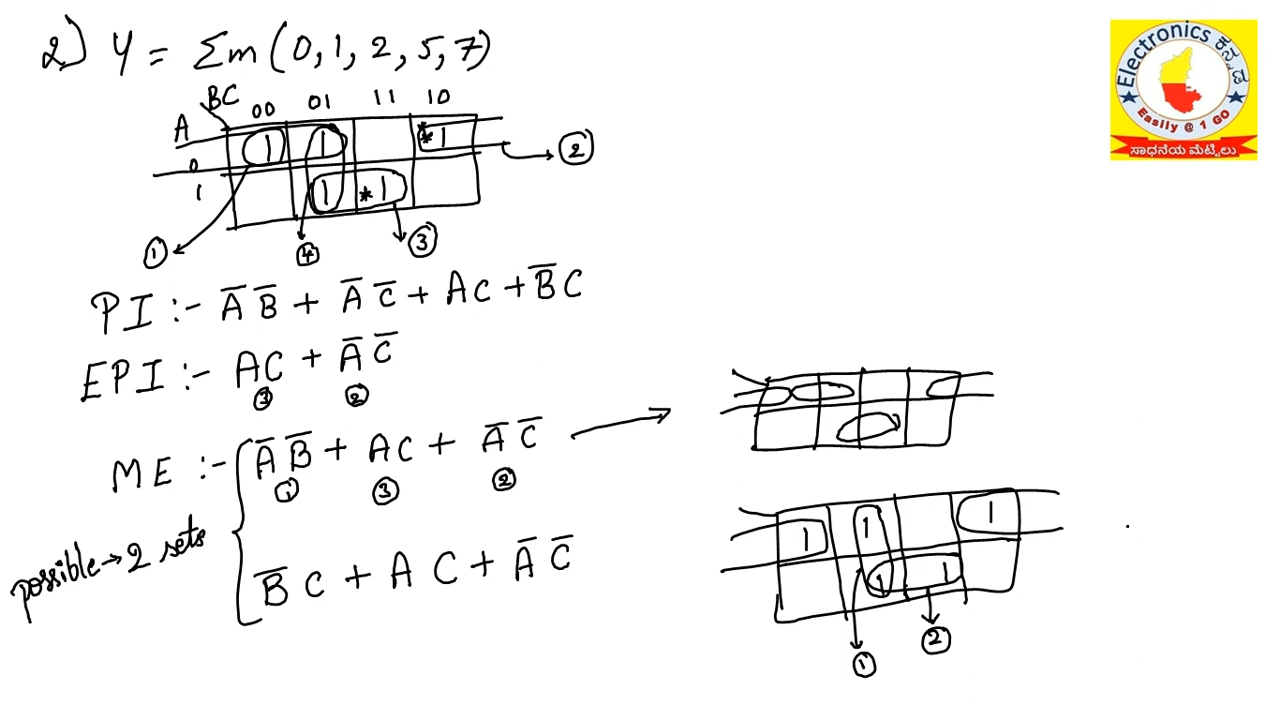 2) Y = Σm (0, 1, 2, 5, 7)
BC 00 01 11 10
A
0 1 1 *1
1 1 *1
② 
① ④ ③
PI :- A̅ B̅ + A̅ C̅ + AC + B̅ C
EPI :- AC + A̅ C̅
③ ②
ME :- A̅ B̅ + AC + A̅ C̅
① ③ ②
possible → 2 sets
B̅ C + A C + A̅ C̅
1 1 1
1 1
① ②
Electronics ಕನ್ನಡ
Easily @ 1 GO
ಸಾಧನೆಯ ಮೆಟ್ಟಿಲು